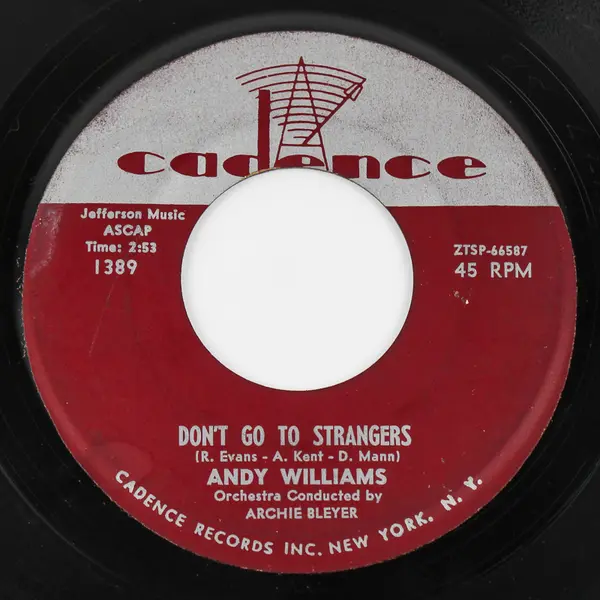 cadence
Jefferson Music
ASCAP
Time: 2:53
1389
ZTSP-66587
45 RPM
DON'T GO TO STRANGERS
(R. Evans - A. Kent - D. Mann)
ANDY WILLIAMS
Orchestra Conducted by
ARCHIE BLEYER
CADENCE RECORDS INC. NEW YORK. N. Y.